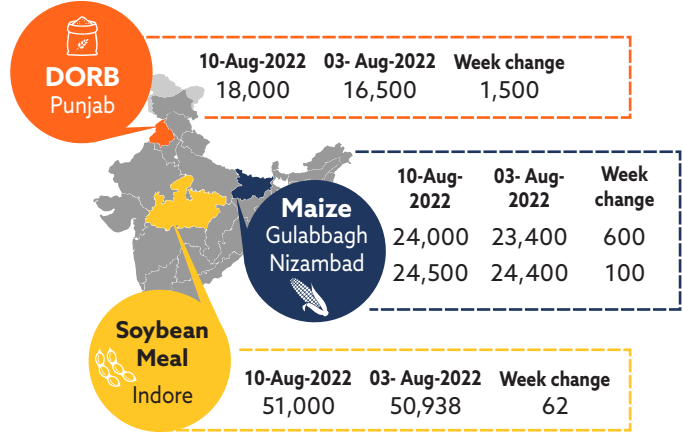 DORB
Punjab
10-Aug-2022 03- Aug-2022 Week change
18,000 16,500 1,500
Maize
Gulabbagh
Nizambad
10-Aug- 03- Aug- Week
2022 2022 change
24,000 23,400 600
24,500 24,400 100
Soybean
Meal
Indore
10-Aug-2022 03- Aug-2022 Week change
51,000 50,938 62